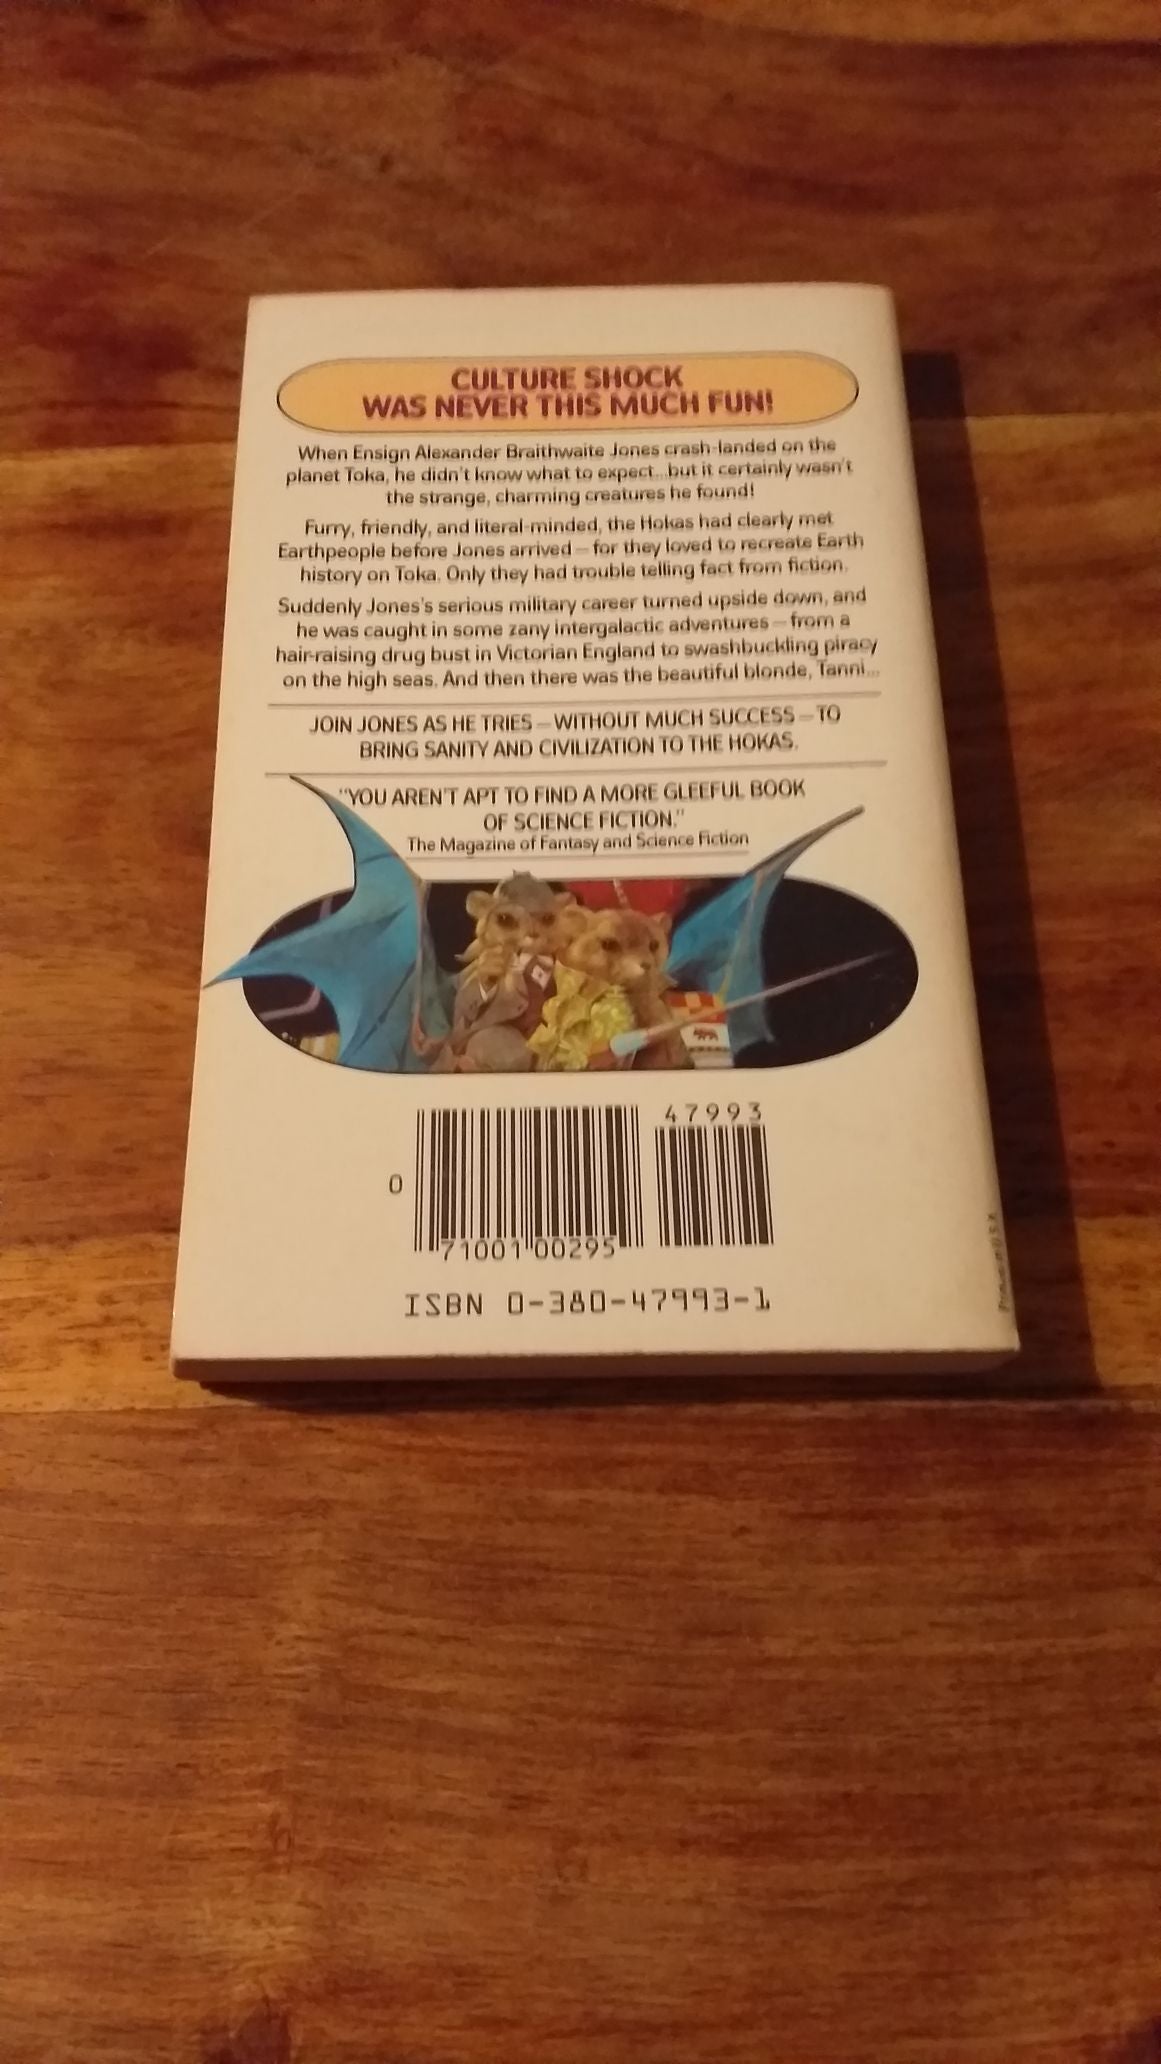 CULTURE SHOCK
WAS NEVER THIS MUCH FUN!
When Ensign Alexander Braithwaite Jones crash-landed on the
planet Toka, he didn't know what to expect...but it certainly wasn't
the strange, charming creatures he found!
Furry, friendly, and literal-minded, the Hokas had clearly met
Earthpeople before Jones arrived—for they loved to recreate Earth
history on Toka. Only they had trouble telling fact from fiction.
Suddenly Jones's serious military career turned upside down, and
he was caught in some zany intergalactic adventures—from a
hair-raising drug bust in Victorian England to swashbuckling piracy
on the high seas. And then there was the beautiful blonde, Tanni...
JOIN JONES AS HE TRIES—WITHOUT MUCH SUCCESS—TO
BRING SANITY AND CIVILIZATION TO THE HOKAS.
"YOU AREN'T APT TO FIND A MORE GLEEFUL BOOK
OF SCIENCE FICTION."
The Magazine of Fantasy and Science Fiction
47993
0
71001 00295
ISBN 0-380-47993-1